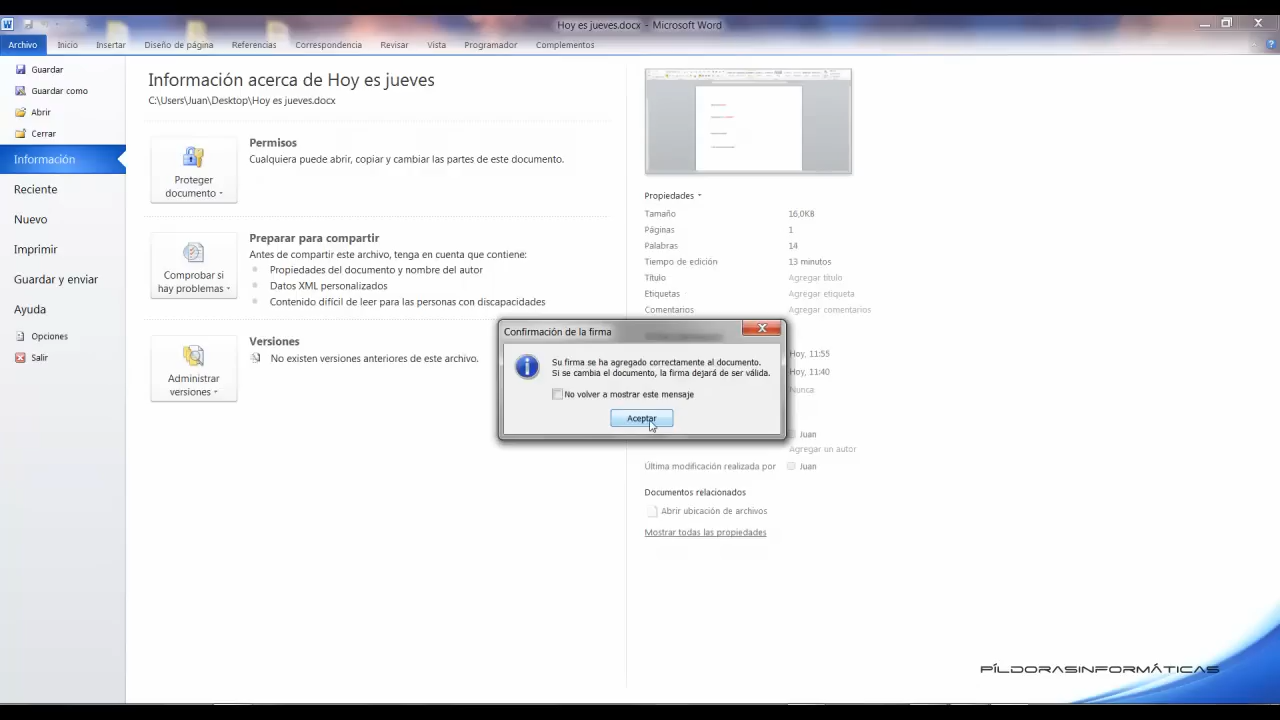 Hoy es jueves.docx - Microsoft Word
Archivo Inicio Insertar Diseño de página Referencias Correspondencia Revisar Vista Programador Complementos
Guardar
Guardar como
Abrir
Cerrar
Información
Reciente
Nuevo
Imprimir
Guardar y enviar
Ayuda
Opciones
Salir
Información acerca de Hoy es jueves
C:\Users\Juan\Desktop\Hoy es jueves.docx
Proteger
documento
Permisos
Cualquiera puede abrir, copiar y cambiar las partes de este documento.
Comprobar si
hay problemas
Preparar para compartir
Antes de compartir este archivo, tenga en cuenta que contiene:
Propiedades del documento y nombre del autor
Datos XML personalizados
Contenido difícil de leer para las personas con discapacidades
Administrar
versiones
Versiones
No existen versiones anteriores de este archivo.
Propiedades
Tamaño 16,0KB
Páginas 1
Palabras 14
Tiempo de edición 13 minutos
Título Agregar título
Etiquetas Agregar etiqueta
Comentarios Agregar comentarios
Hoy, 11:55
Hoy, 11:40
Nunca
Juan
Agregar un autor
Última modificación realizada por Juan
Documentos relacionados
Abrir ubicación de archivos
Mostrar todas las propiedades
Confirmación de la firma
Su firma se ha agregado correctamente al documento.
Si se cambia el documento, la firma dejará de ser válida.
No volver a mostrar este mensaje
Aceptar
PÍLDORASINFORMÁTICAS